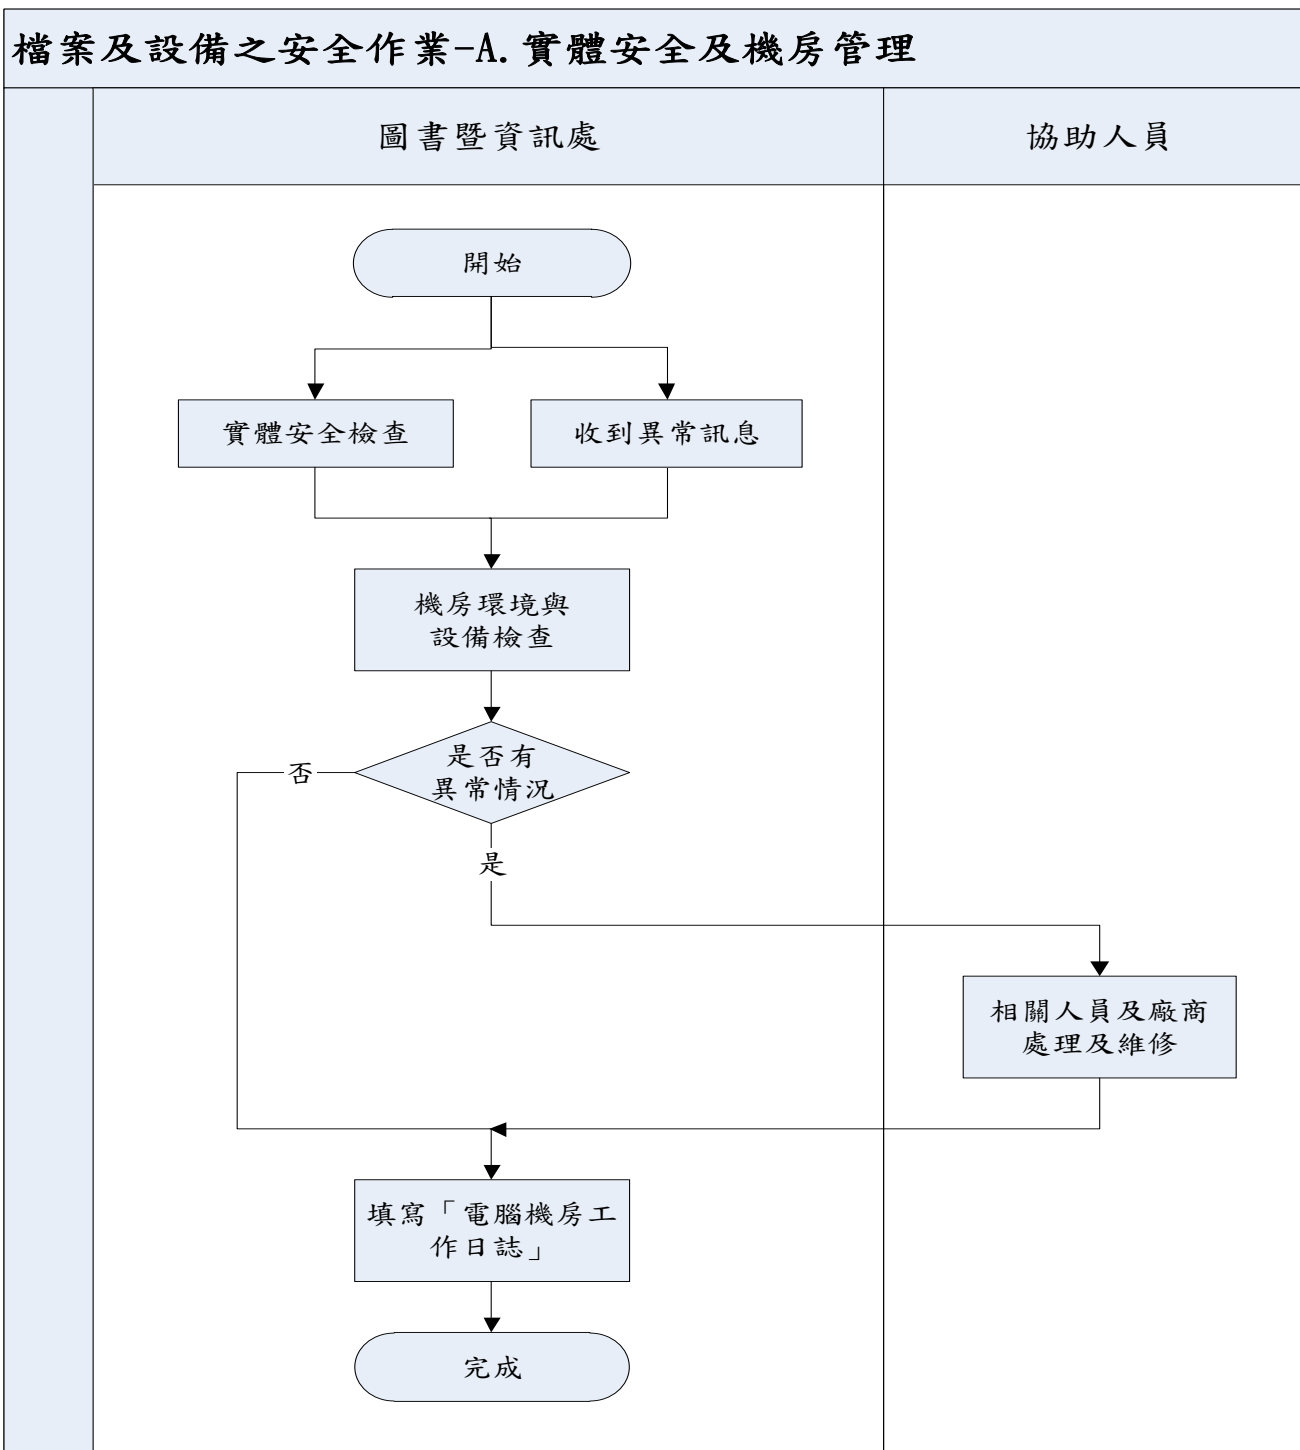 檔案及設備之安全作業-A.實體安全及機房管理
圖書暨資訊處
協助人員
開始
實體安全檢查
收到異常訊息
機房環境與
設備檢查
是否有
異常情況
否
是
相關人員及廠商
處理及維修
填寫「電腦機房工
作日誌」
完成